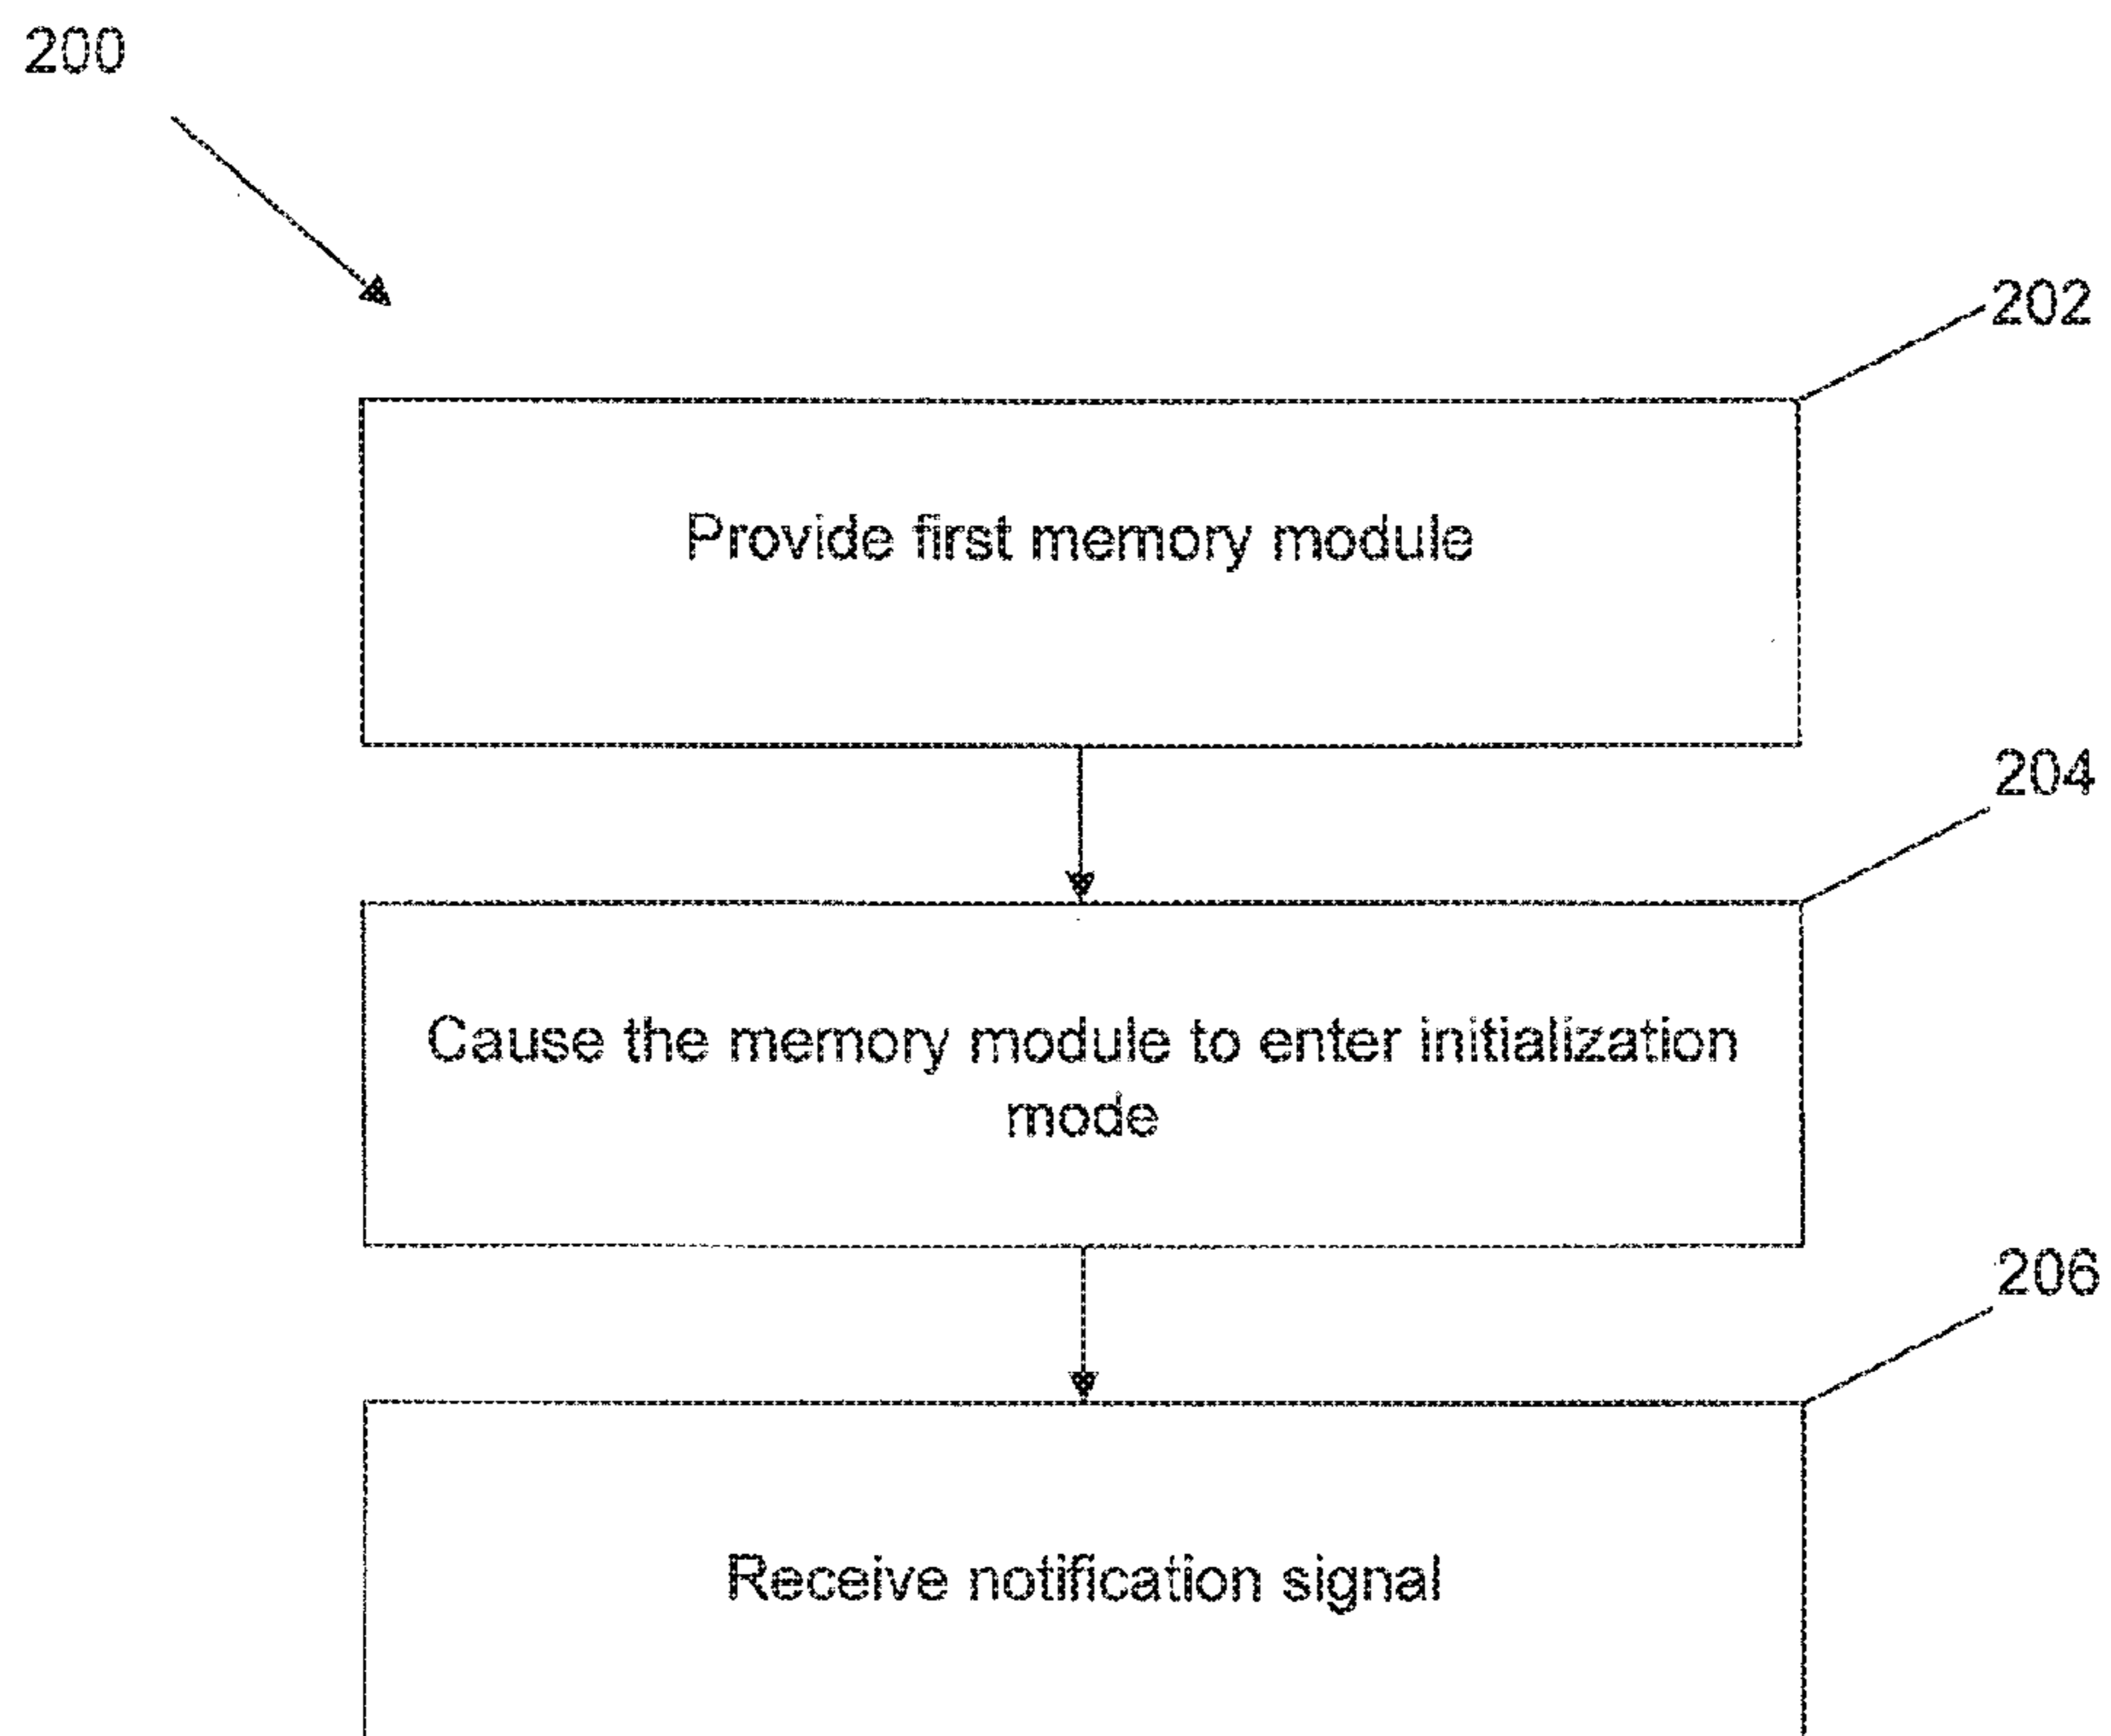 200
202
Provide first memory module
204
Cause the memory module to enter initialization
mode
206
Receive notification signal